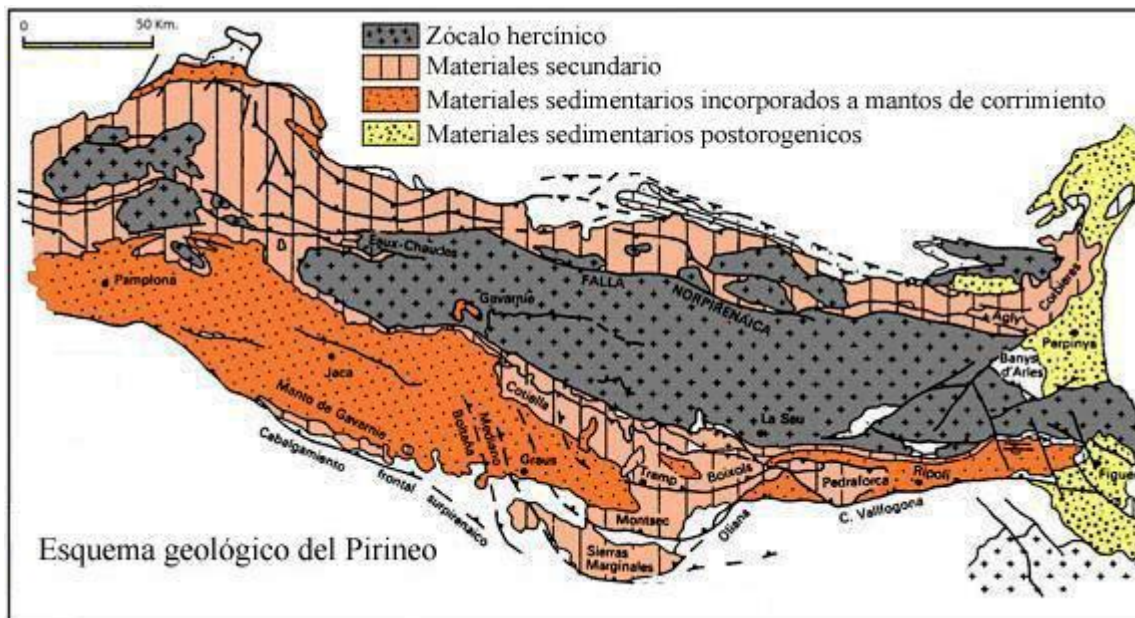 0 50 Km.
Zócalo hercínico
Materiales secundario
Materiales sedimentarios incorporados a mantos de corrimiento
Materiales sedimentarios postorogenicos
Eaux-Chaudes
Pamplona
Gavarnie
FALLA
NORPIRENÁICA
Corbieres
Agly
Perpinya
Banys
d'Arles
Jaca
Manto de Gavarnie
Cotiella
Boltaña
Mediano
La Seu
Cabalgamiento frontal surpirenaico
Graus
Tremp
Boixols
Pedraforca
Ripoll
Figue
Montsec
Oliana
C. Vallfogona
Sierras
Marginales
Esquema geológico del Pirineo